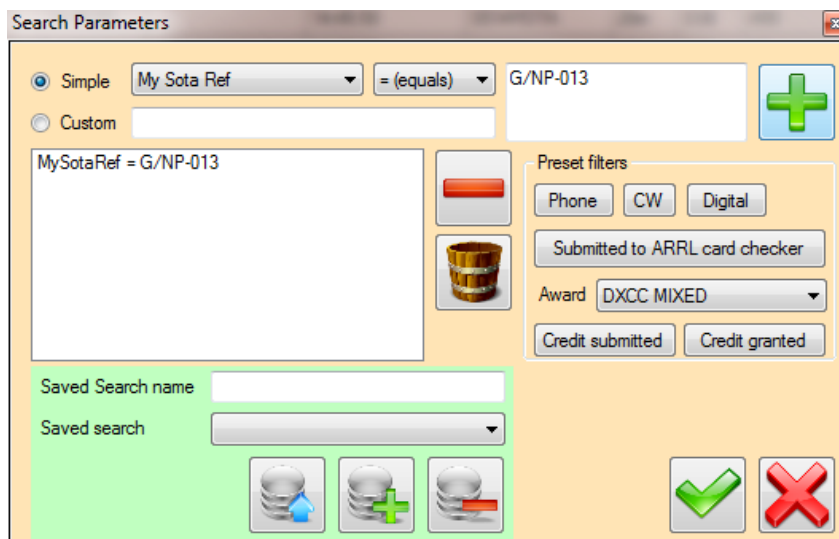 Search Parameters
Simple My Sota Ref = (equals) G/NP-013
Custom
MySotaRef = G/NP-013
Preset filters
Phone CW Digital
Submitted to ARRL card checker
Award DXCC MIXED
Credit submitted Credit granted
Saved Search name
Saved search